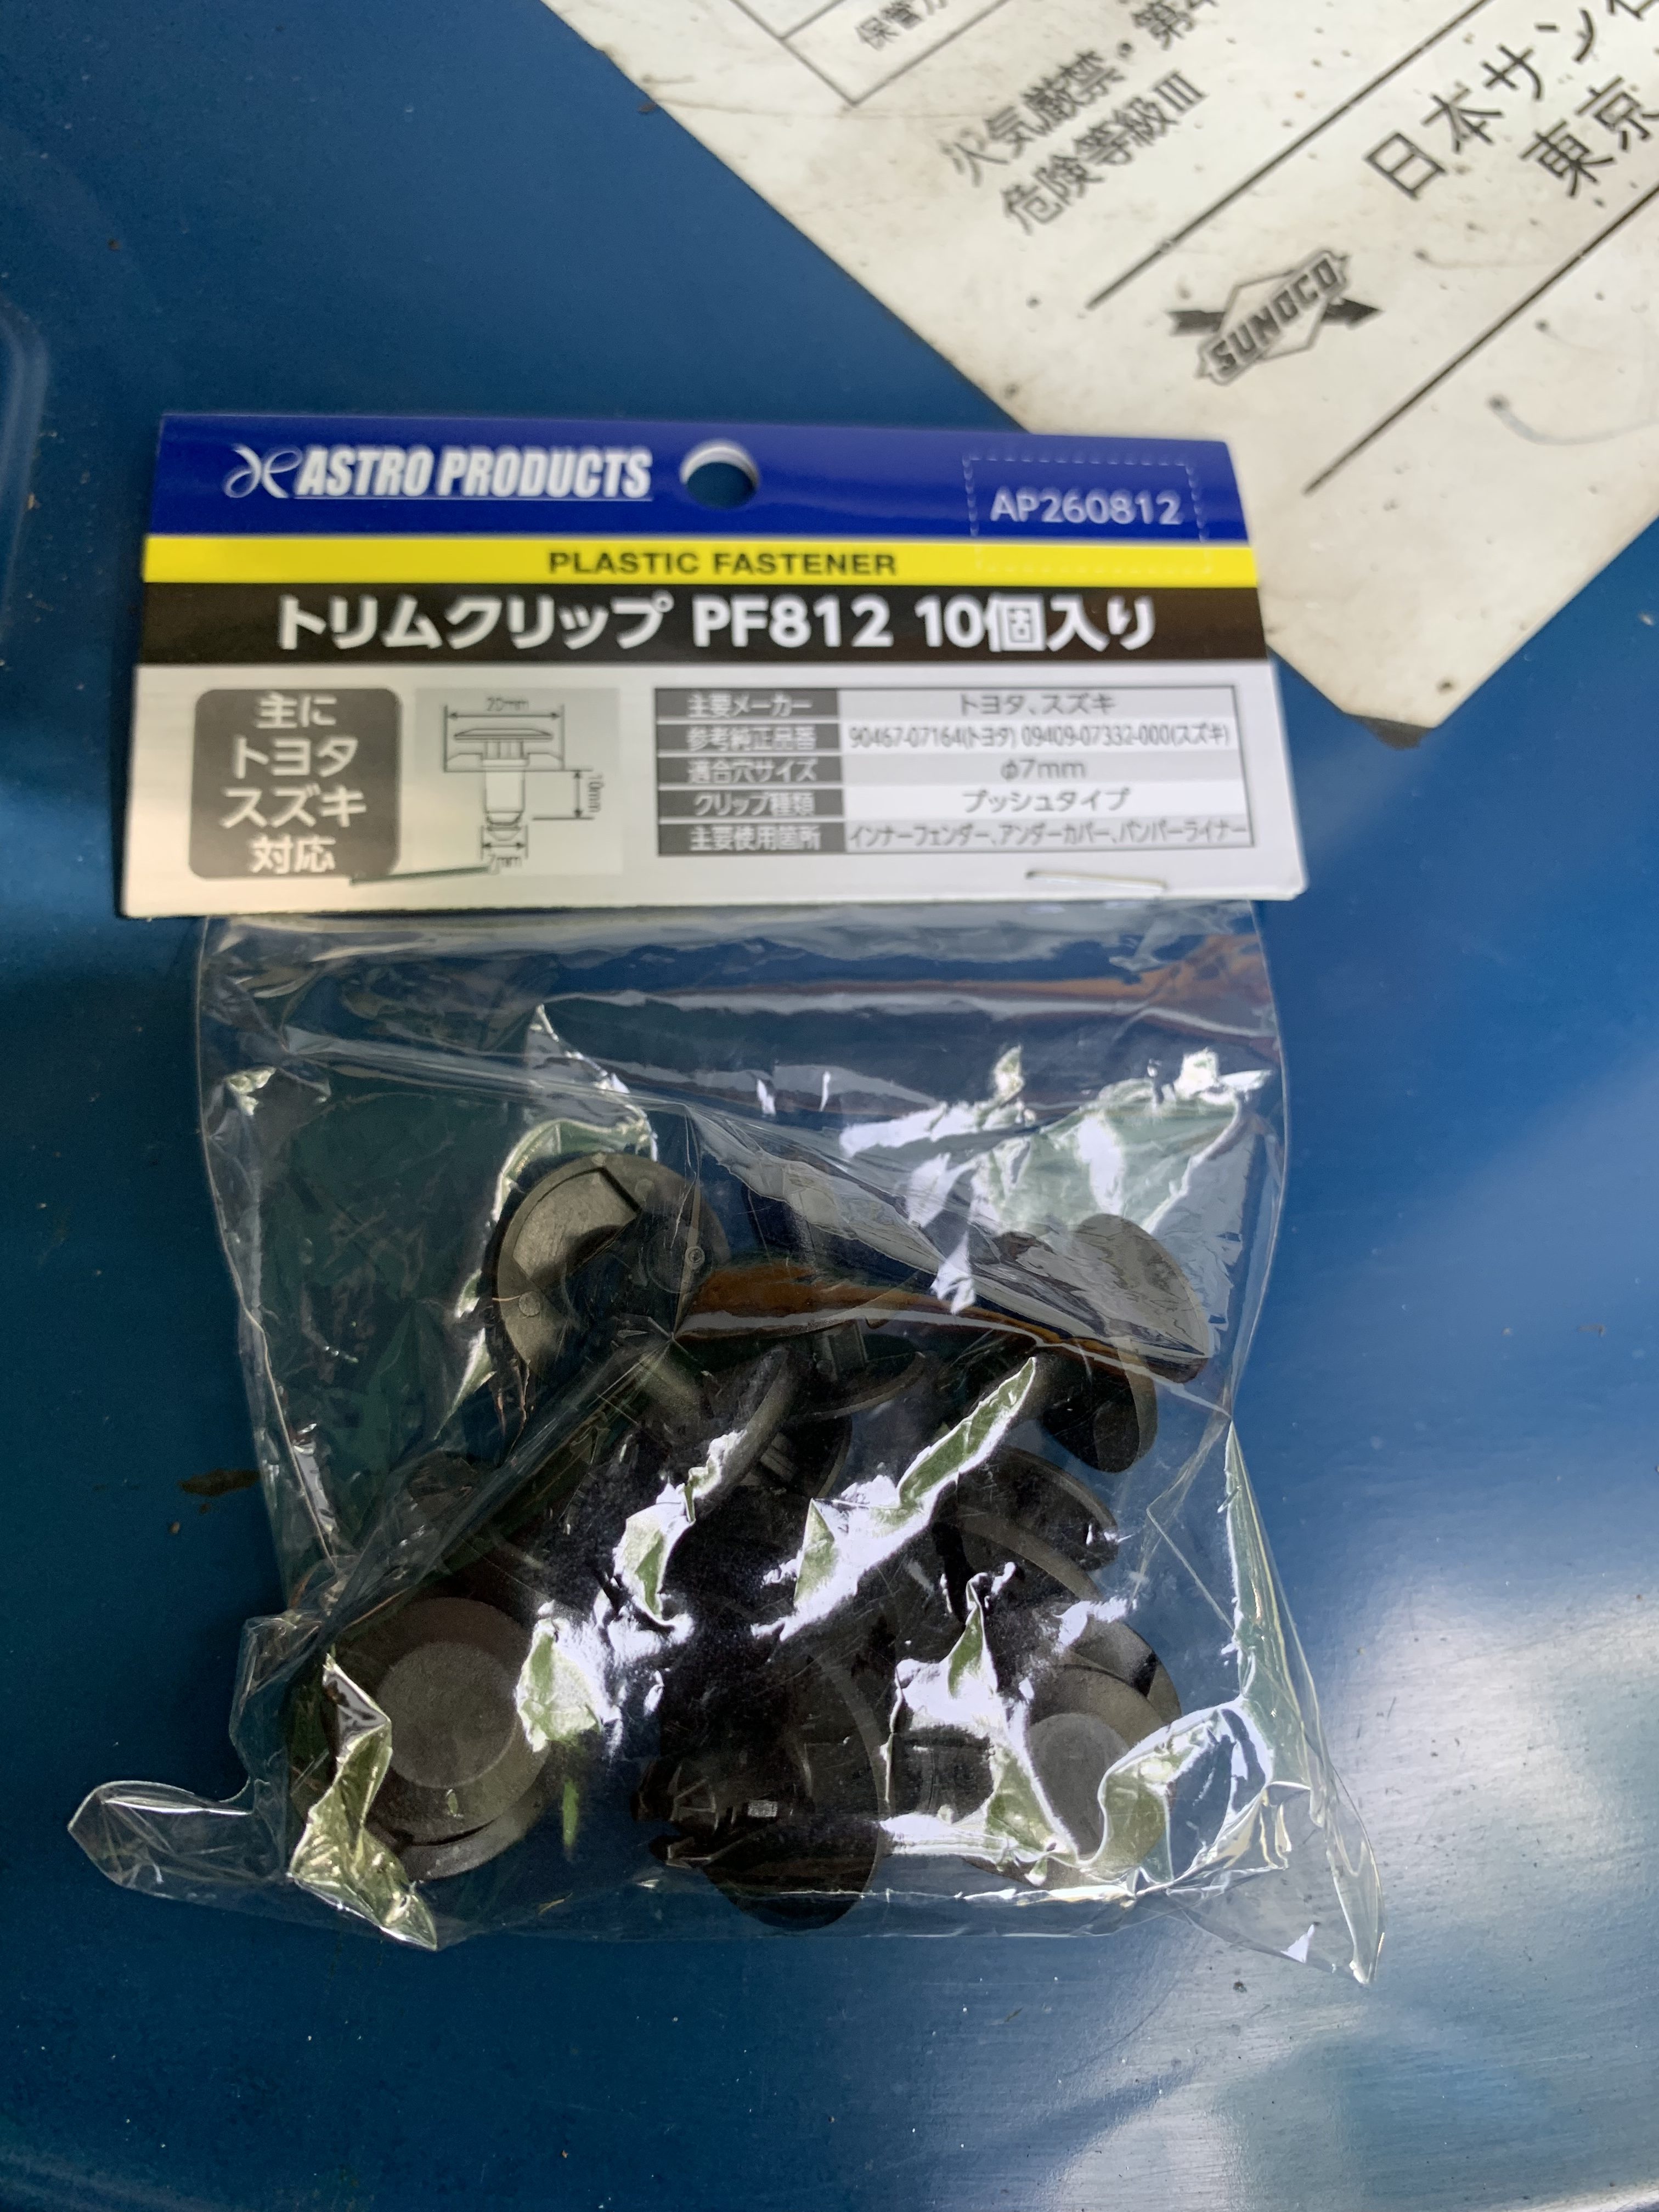 保管方
火気厳禁・第4
危険等級Ⅲ
日本サン
東京
SUNOCO
ASTRO PRODUCTS
AP260812
PLASTIC FASTENER
トリムクリップ PF812 10個入り
主に
トヨタ
スズキ
対応
20mm
10mm
7mm
主要メーカー トヨタ、スズキ
参考純正品番 90467-07164(トヨタ) 09409-07332-000(スズキ)
適合穴サイズ φ7mm
クリップ種類 プッシュタイプ
主要使用箇所 インナーフェンダー、アンダーカバー、バンパーライナー